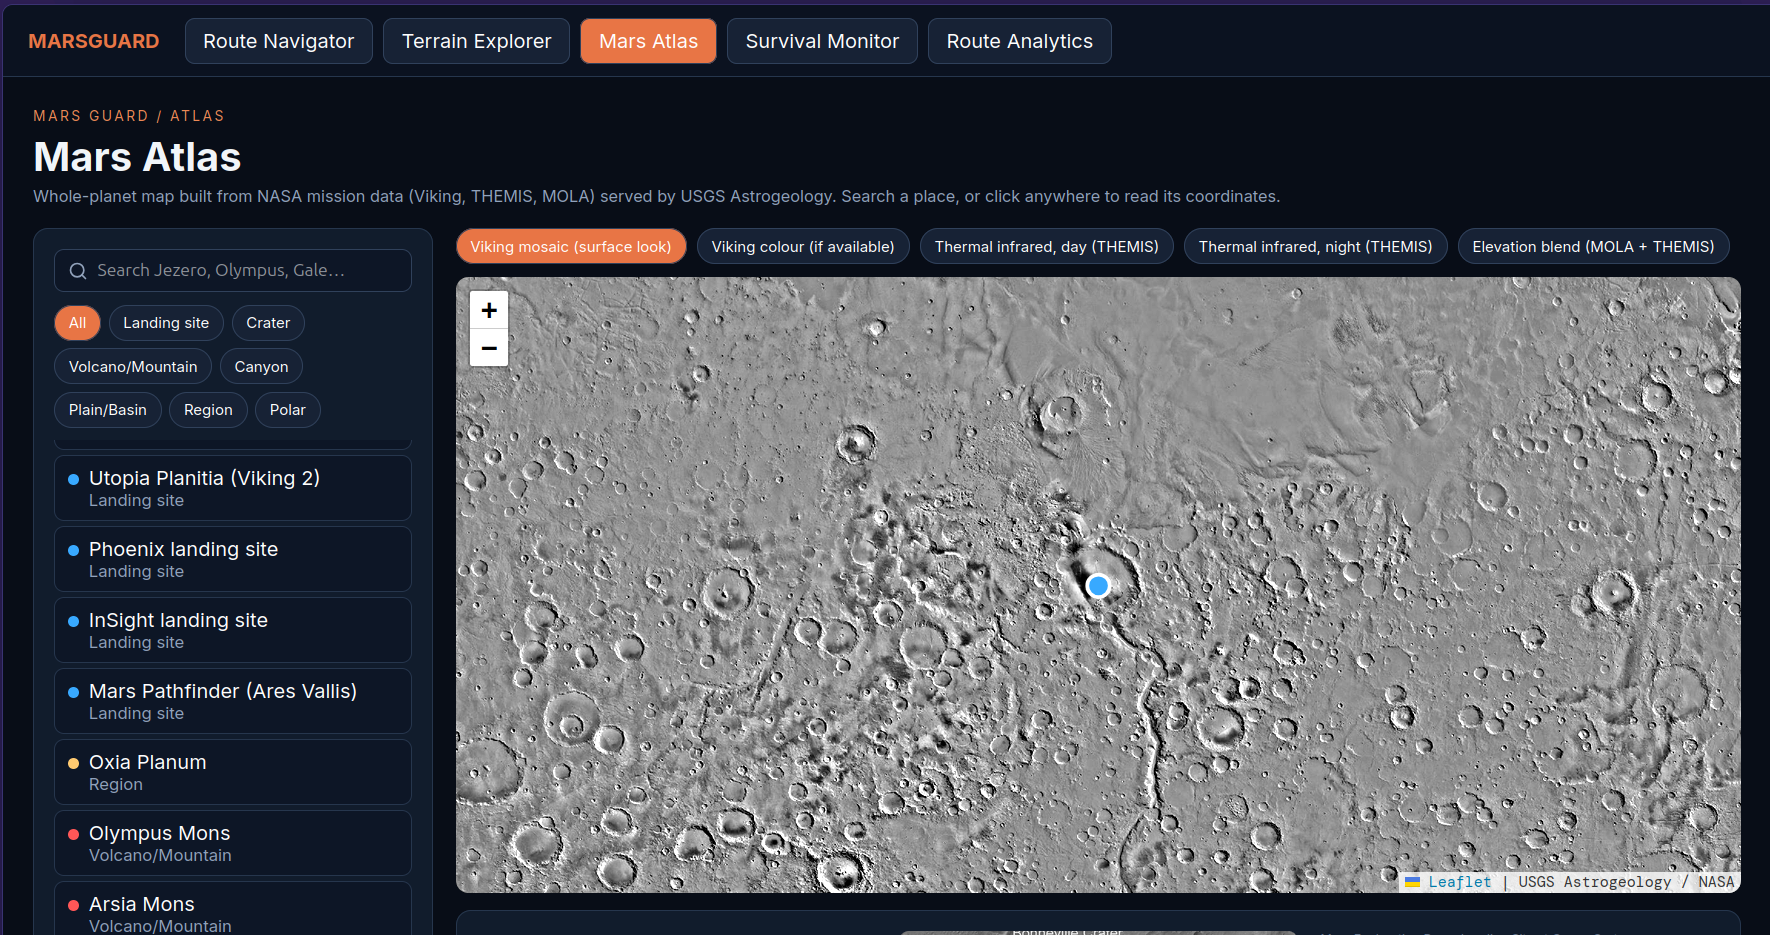 MARSGUARD
Route Navigator
Terrain Explorer
Mars Atlas
Survival Monitor
Route Analytics
MARS GUARD / ATLAS
Mars Atlas
Whole-planet map built from NASA mission data (Viking, THEMIS, MOLA) served by USGS Astrogeology. Search a place, or click anywhere to read its coordinates.
Search Jezero, Olympus, Gale...
All
Landing site
Crater
Volcano/Mountain
Canyon
Plain/Basin
Region
Polar
Utopia Planitia (Viking 2)
Landing site
Phoenix landing site
Landing site
InSight landing site
Landing site
Mars Pathfinder (Ares Vallis)
Landing site
Oxia Planum
Region
Olympus Mons
Volcano/Mountain
Arsia Mons
Volcano/Mountain
Viking mosaic (surface look)
Viking colour (if available)
Thermal infrared, day (THEMIS)
Thermal infrared, night (THEMIS)
Elevation blend (MOLA + THEMIS)
+
−
Leaflet | USGS Astrogeology / NASA
Bonneville Crater